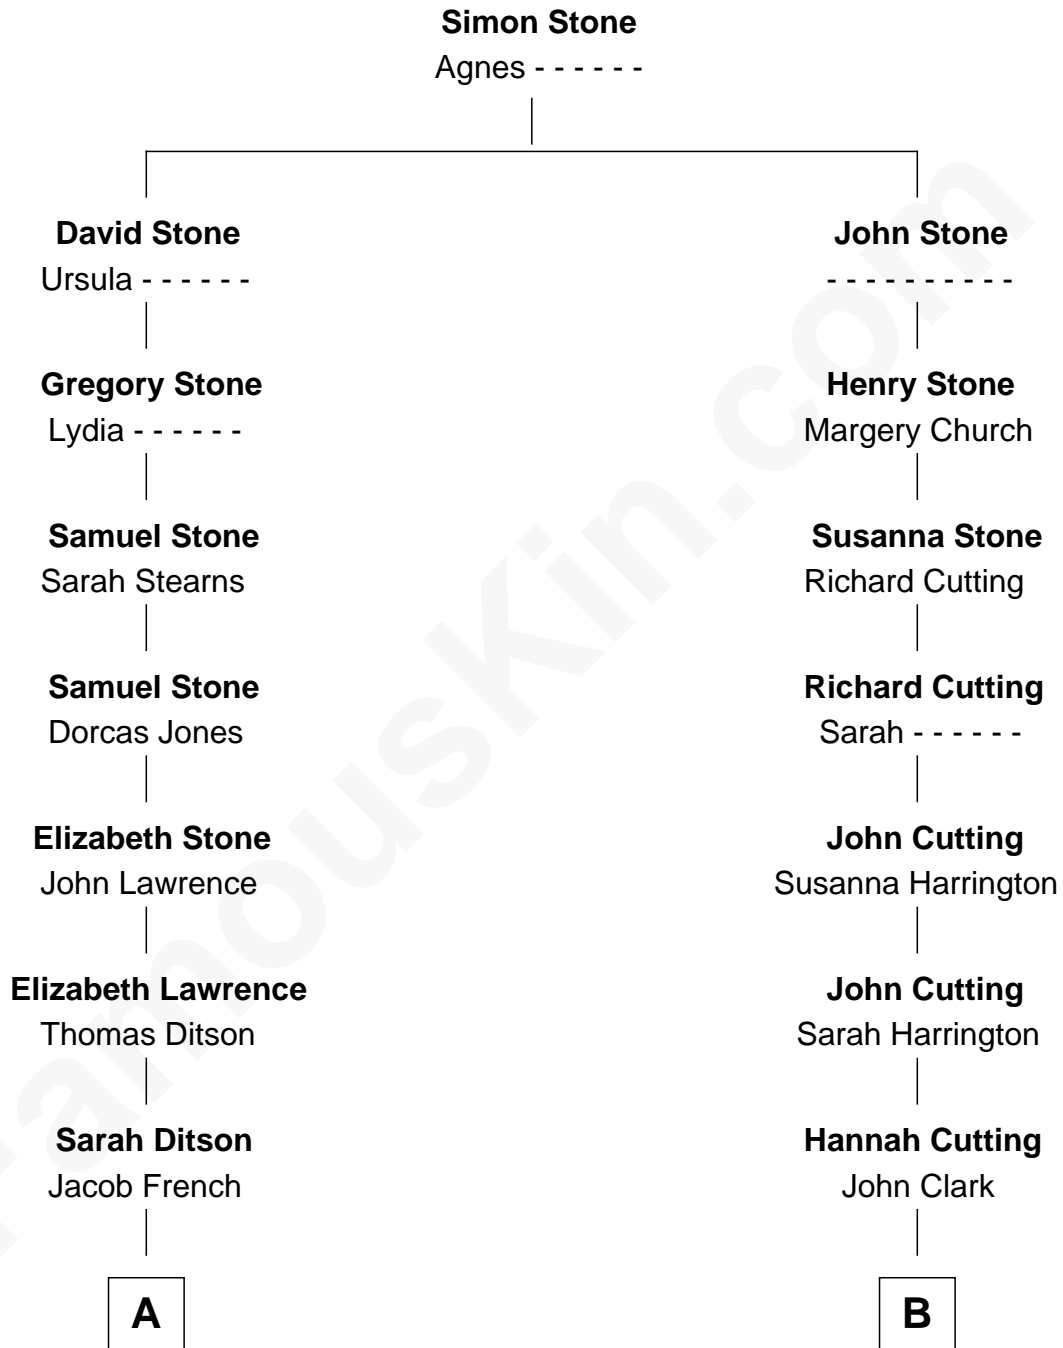 Simon Stone
Agnes - - - - - -
David Stone
Ursula - - - - - -
John Stone
- - - - - - - - - -
Gregory Stone
Lydia - - - - - -
Henry Stone
Margery Church
Samuel Stone
Sarah Stearns
Susanna Stone
Richard Cutting
Samuel Stone
Dorcas Jones
Richard Cutting
Sarah - - - - - -
Elizabeth Stone
John Lawrence
John Cutting
Susanna Harrington
Elizabeth Lawrence
Thomas Ditson
John Cutting
Sarah Harrington
Sarah Ditson
Jacob French
Hannah Cutting
John Clark
A
B
FamousKin.com